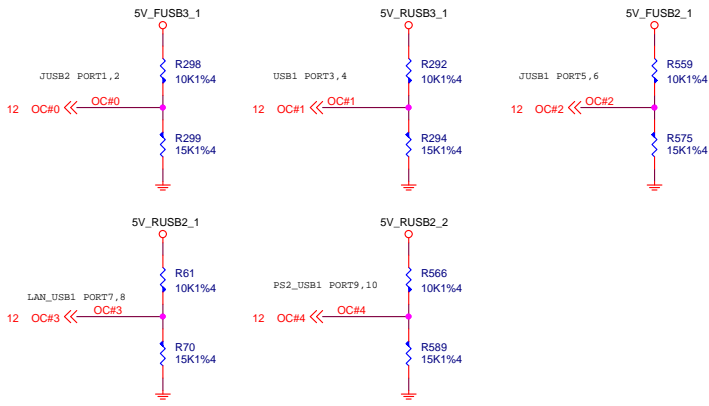 5V_FUSB3_1
R298
10K1%4
JUSB2 PORT1,2
12 OC#0 OC#0
R299
15K1%4
5V_RUSB3_1
R292
10K1%4
USB1 PORT3,4
12 OC#1 OC#1
R294
15K1%4
5V_FUSB2_1
R559
10K1%4
JUSB1 PORT5,6
12 OC#2 OC#2
R575
15K1%4
5V_RUSB2_1
R61
10K1%4
LAN_USB1 PORT7,8
12 OC#3 OC#3
R70
15K1%4
5V_RUSB2_2
R566
10K1%4
PS2_USB1 PORT9,10
12 OC#4 OC#4
R589
15K1%4